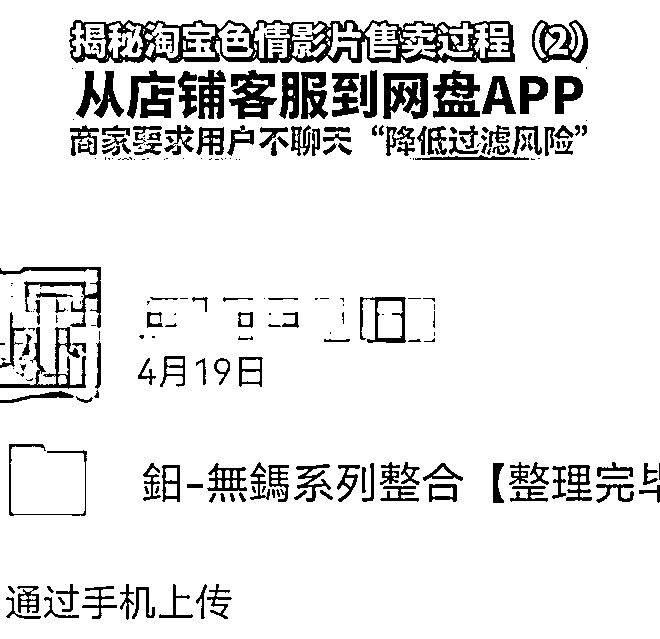 揭秘淘宝色情影片售卖过程（2）
从店铺客服到网盘APP
商家要求用户不聊天“降低过滤风险”
4月19日
鈤-無鎷系列整合【整理完毕
通过手机上传